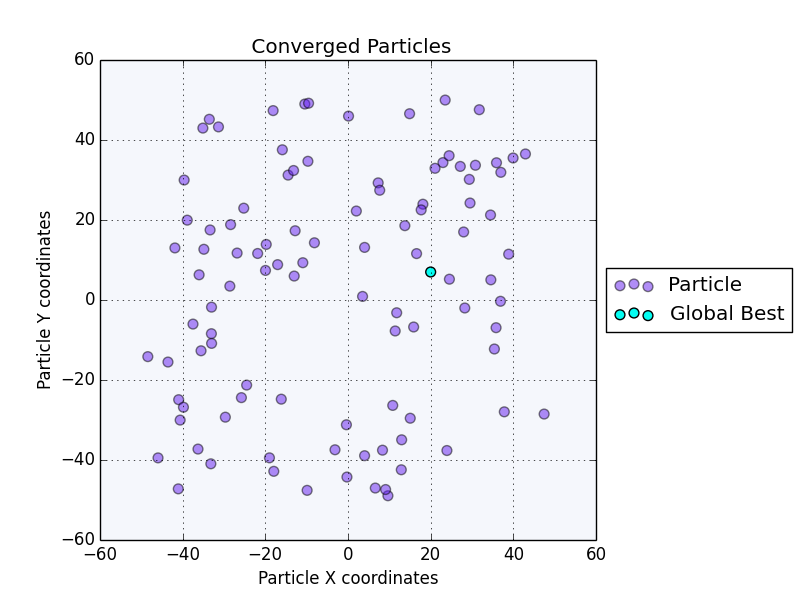 Converged Particles
60
40
20
0
−20
−40
−60
−60 −40 −20 0 20 40 60
Particle Y coordinates
Particle X coordinates
Particle
Global Best